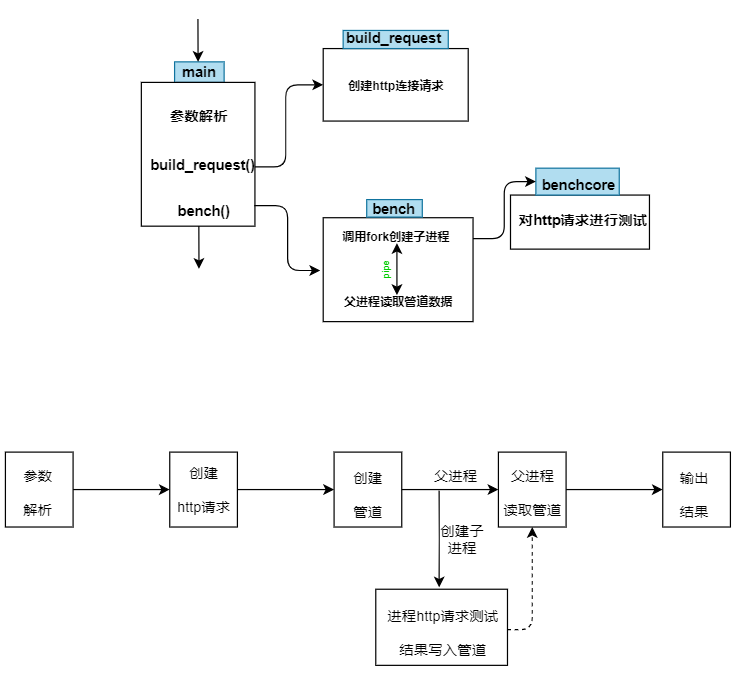 build_request
创建http连接请求
main
参数解析
build_request()
bench()
bench
调用fork创建子进程
pipe
父进程读取管道数据
benchcore
对http请求进行测试
参数
解析
创建
http请求
创建
管道
父进程
创建子
进程
父进程
读取管道
输出
结果
进程http请求测试
结果写入管道